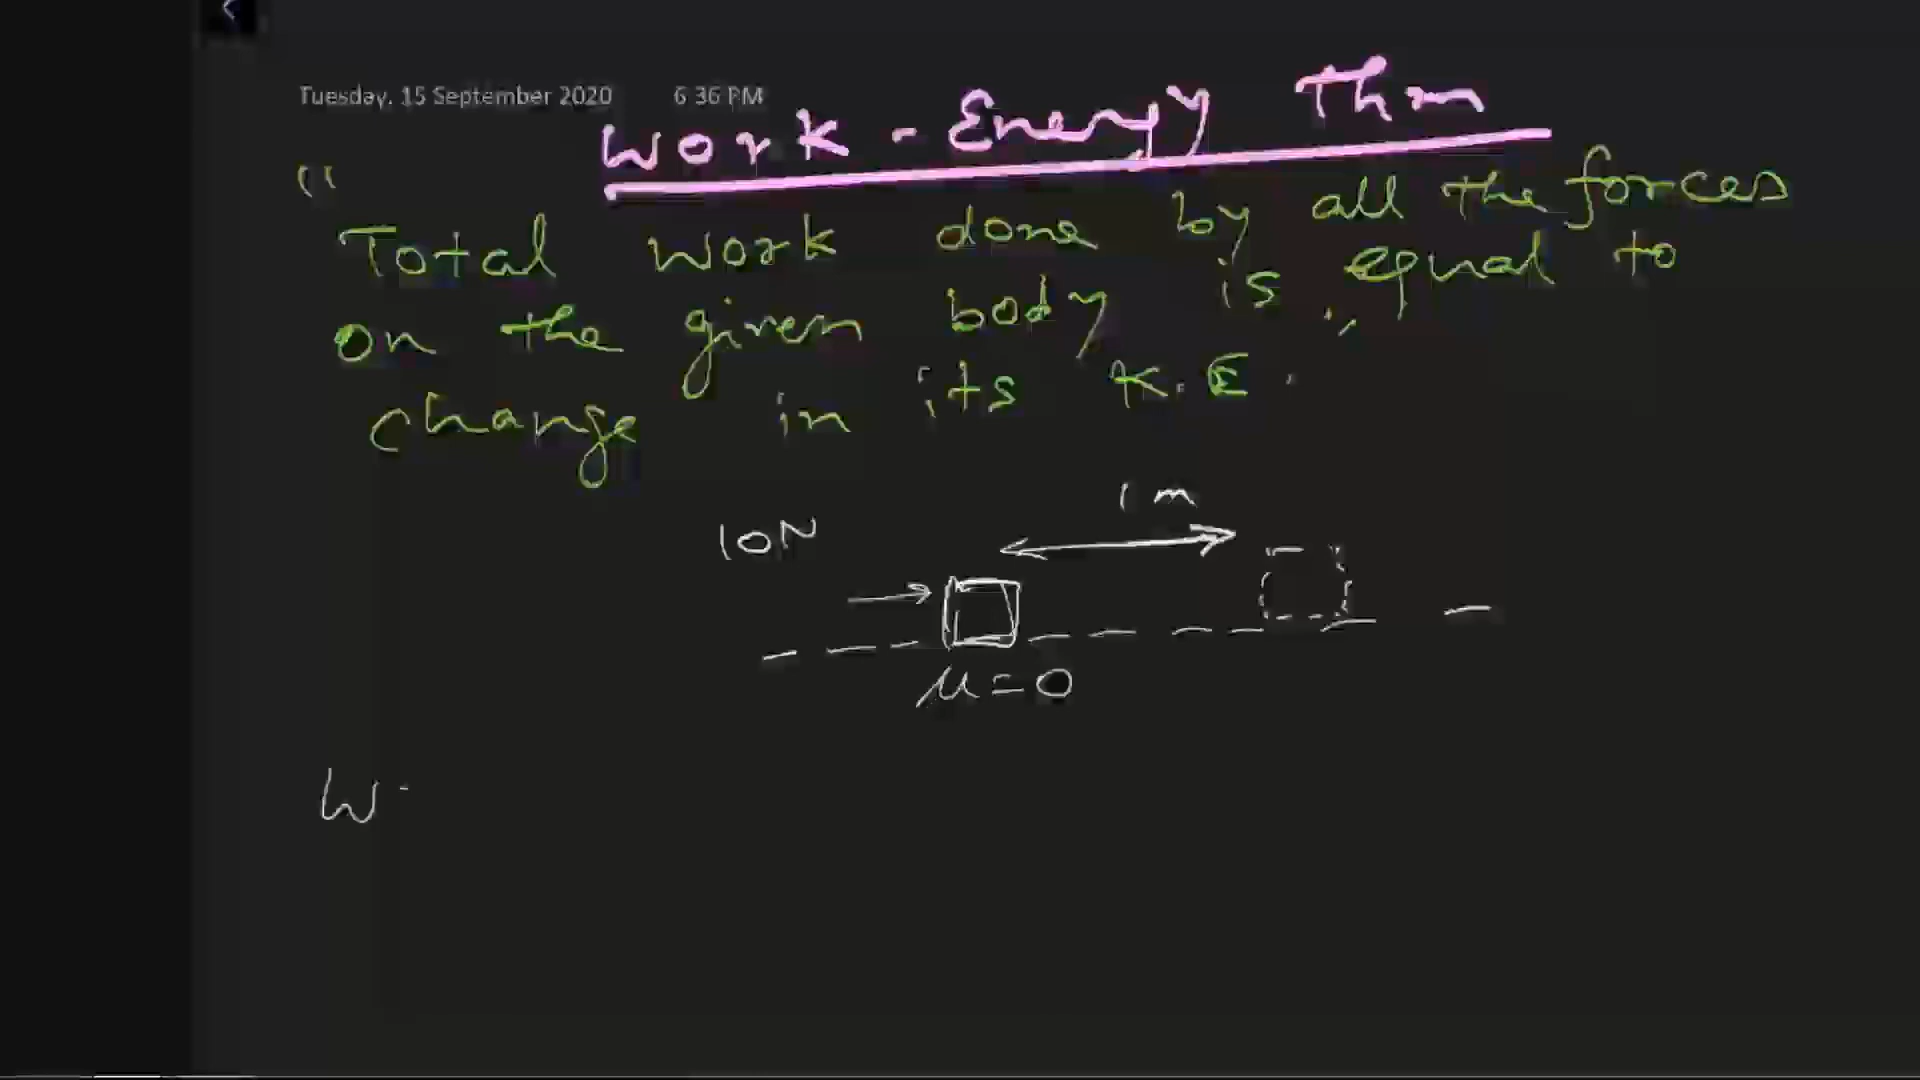 Tuesday, 15 September 2020 6:36 PM
Work - Energy Thm
"Total work done by all the forces
on the given body is equal to
change in its K.E."
1 m
10N
μ=0
W